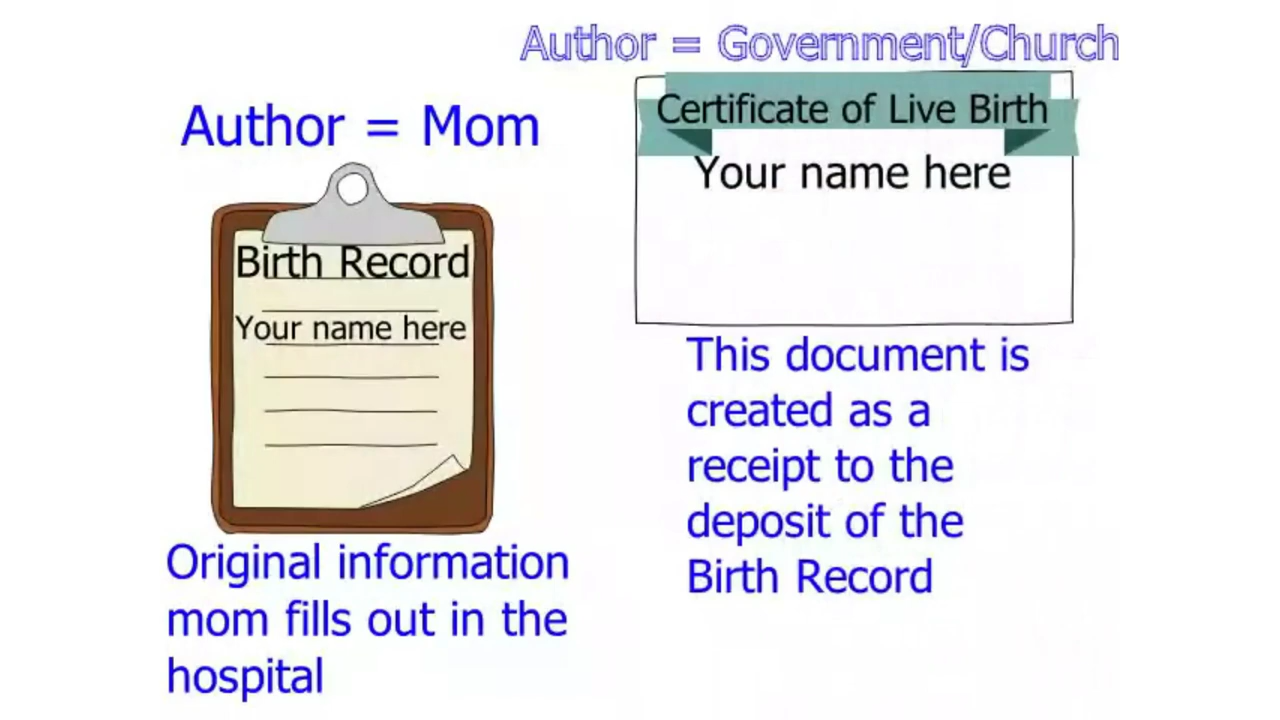 Author = Mom
Birth Record
Your name here
Original information
mom fills out in the
hospital
Author = Government/Church
Certificate of Live Birth
Your name here
This document is
created as a
receipt to the
deposit of the
Birth Record